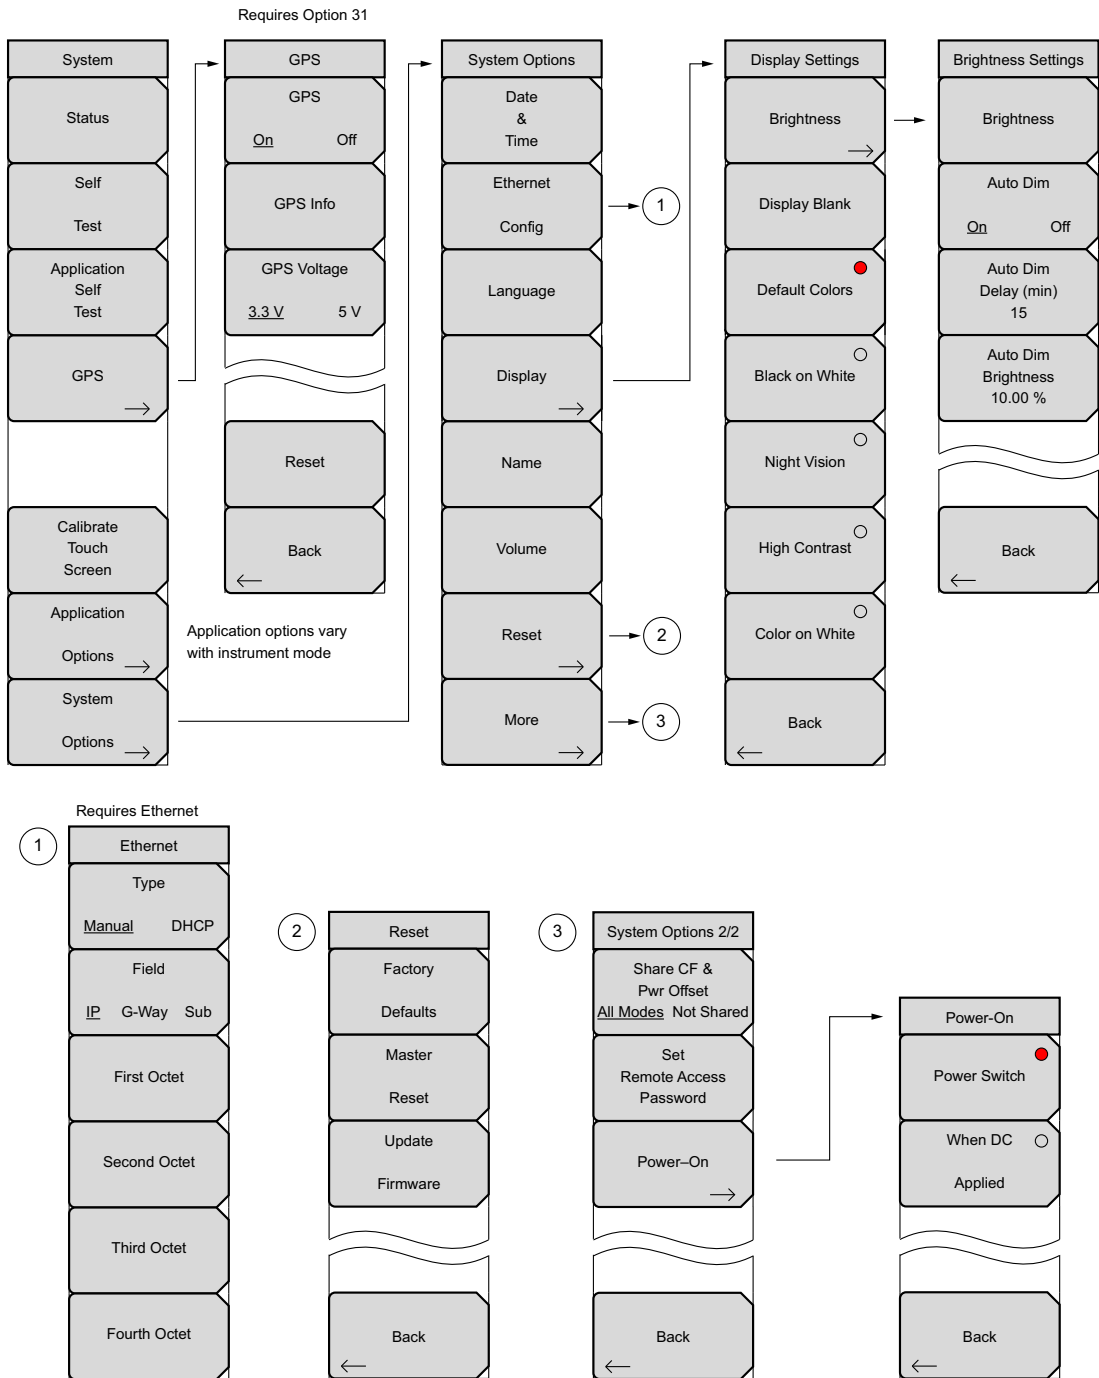 Requires Option 31
System
Status
Self
Test
Application
Self
Test
GPS
Calibrate
Touch
Screen
Application
Options
System
Options
GPS
GPS
On Off
GPS Info
GPS Voltage
3.3 V 5 V
Reset
Back
Application options vary
with instrument mode
System Options
Date
&
Time
Ethernet
Config
1
Language
Display
Name
Volume
Reset
2
More
3
Display Settings
Brightness
Display Blank
Default Colors
Black on White
Night Vision
High Contrast
Color on White
Back
Brightness Settings
Brightness
Auto Dim
On Off
Auto Dim
Delay (min)
15
Auto Dim
Brightness
10.00 %
Back
Requires Ethernet
1
Ethernet
Type
Manual DHCP
Field
IP G-Way Sub
First Octet
Second Octet
Third Octet
Fourth Octet
2
Reset
Factory
Defaults
Master
Reset
Update
Firmware
Back
3
System Options 2/2
Share CF &
Pwr Offset
All Modes Not Shared
Set
Remote Access
Password
Power–On
Back
Power-On
Power Switch
When DC
Applied
Back